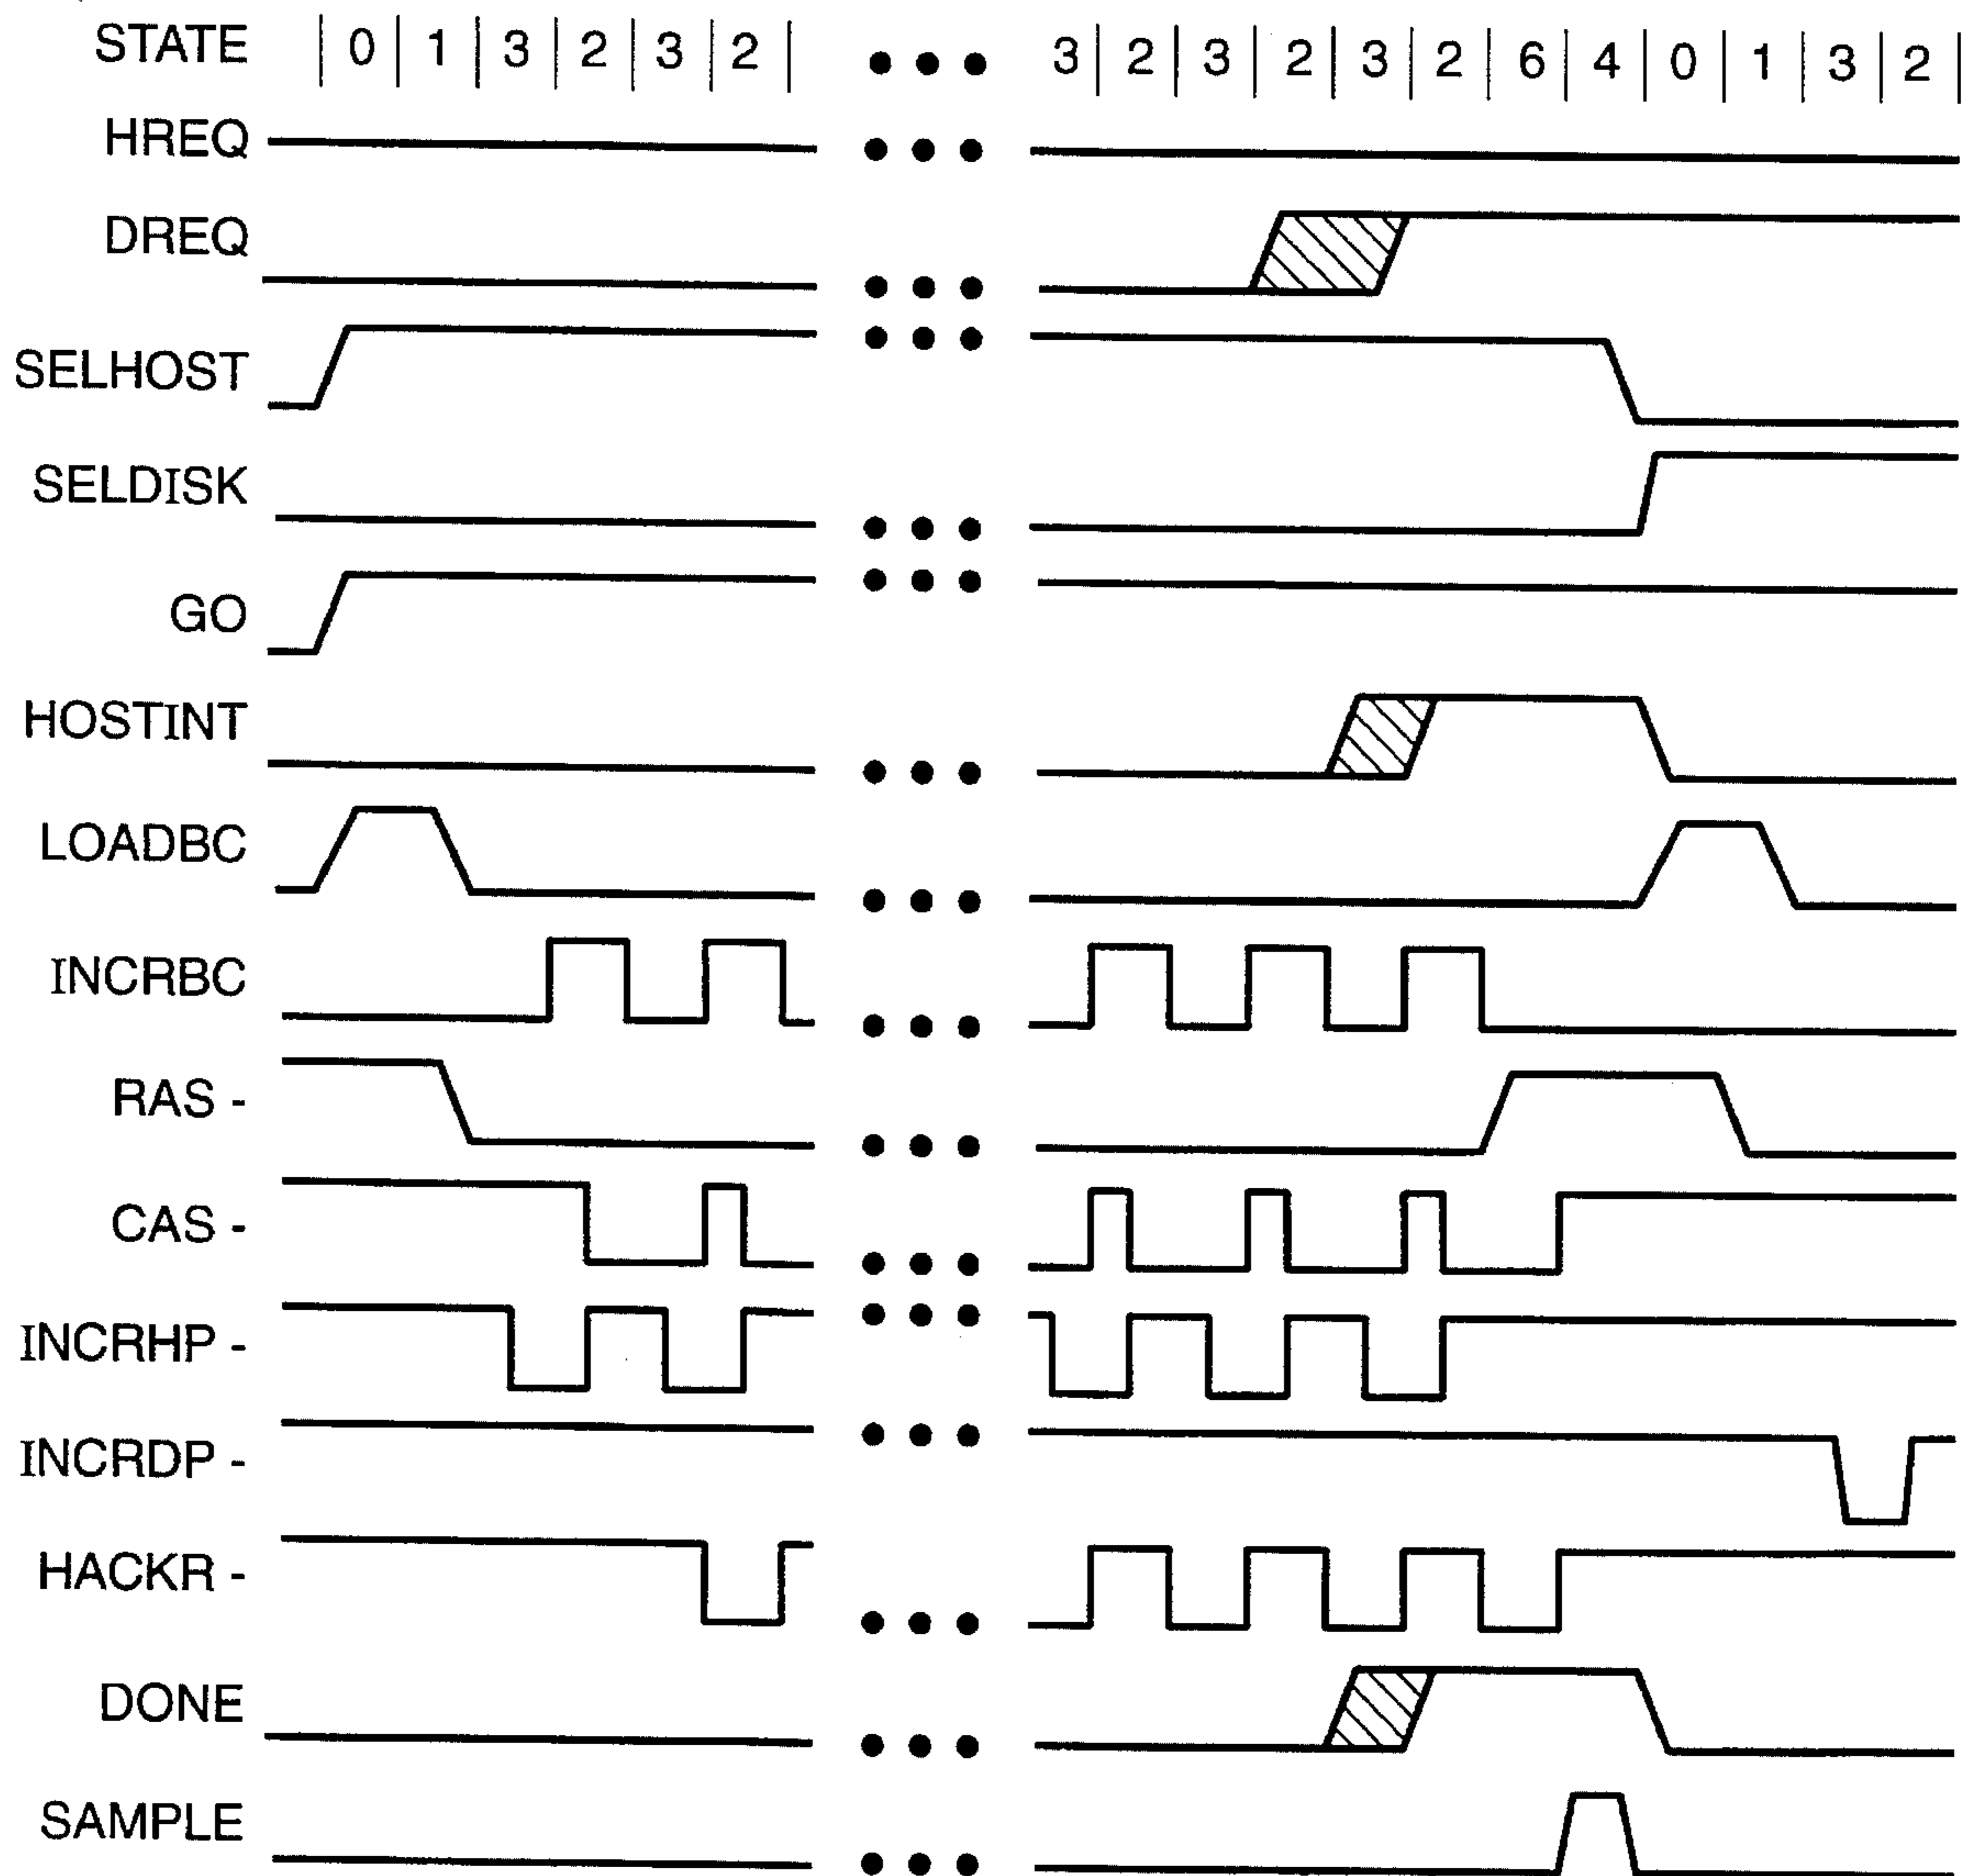 STATE 0 1 3 2 3 2 3 2 3 2 3 2 6 4 0 1 3 2
HREQ
DREQ
SELHOST
SELDISK
GO
HOSTINT
LOADBC
INCRBC
RAS -
CAS -
INCRHP -
INCRDP -
HACKR -
DONE
SAMPLE